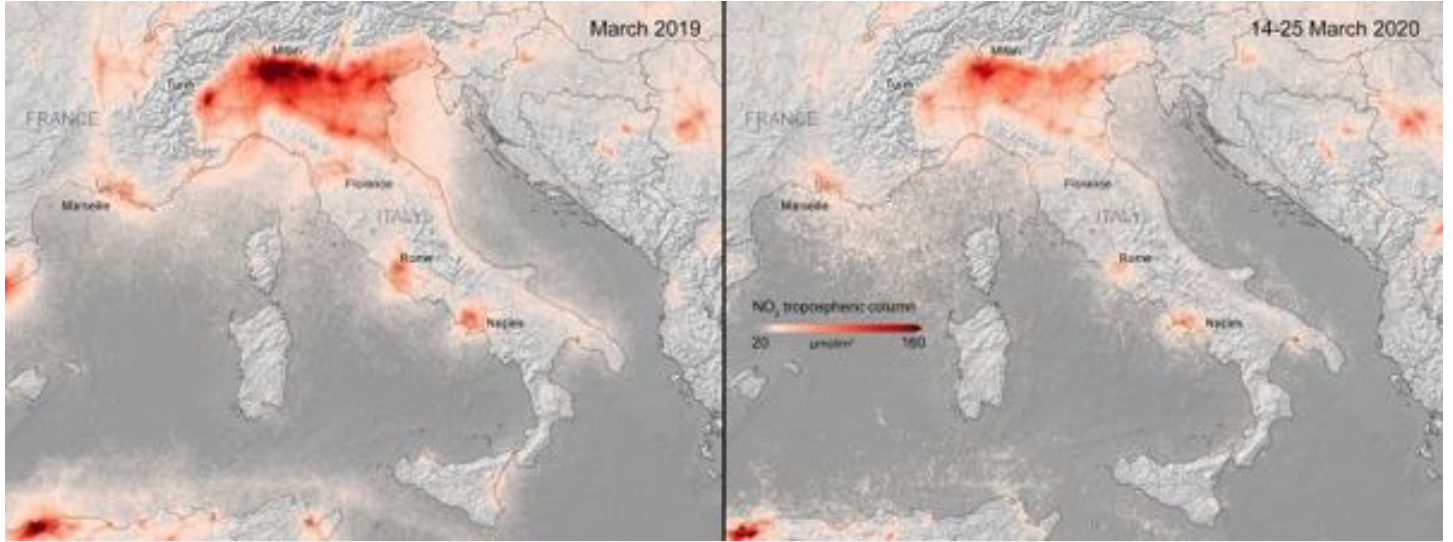 March 2019
Milan
Turin
FRANCE
Florence
Marseille
ITALY
Rome
Naples
14-25 March 2020
Milan
Turin
FRANCE
Florence
Marseille
ITALY
Rome
NO₂ tropospheric column
Naples
20 µmol/m² 160